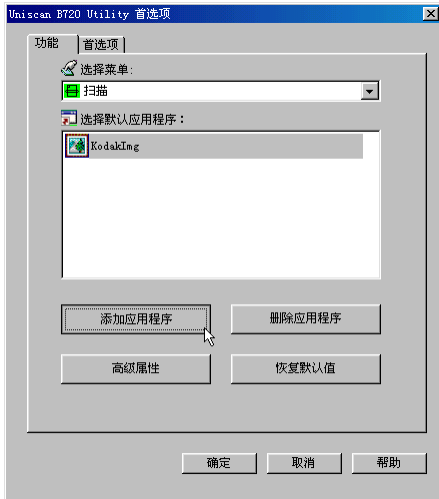 Uniscan B720 Utility 首选项
功能 首选项
选择菜单:
扫描
选择默认应用程序：
KodakImg
添加应用程序 删除应用程序
高级属性 恢复默认值
确定 取消 帮助